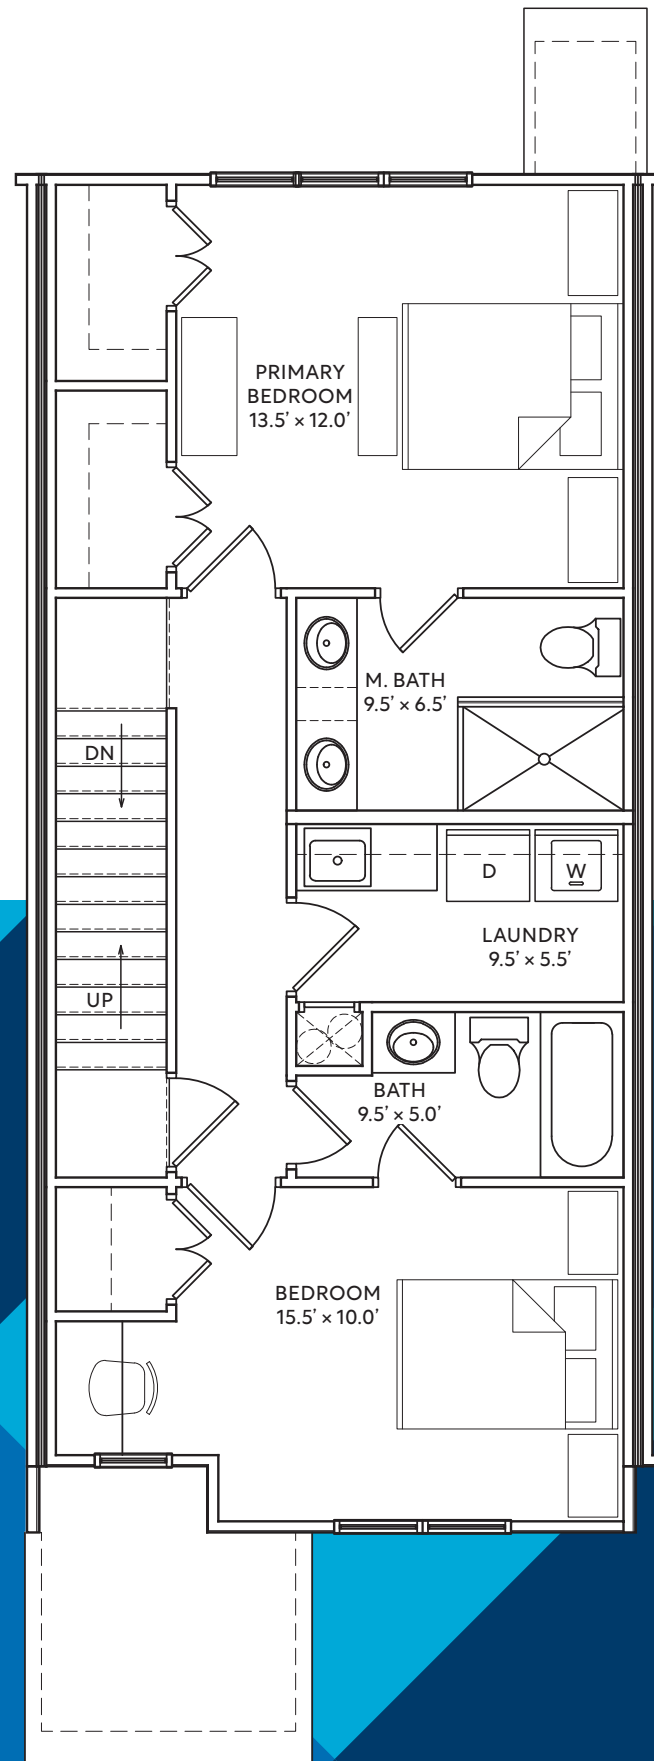 PRIMARY
BEDROOM
13.5’ × 12.0’
M. BATH
9.5’ × 6.5’
DN
D
W
LAUNDRY
9.5’ × 5.5’
UP
BATH
9.5’ × 5.0’
BEDROOM
15.5’ × 10.0’